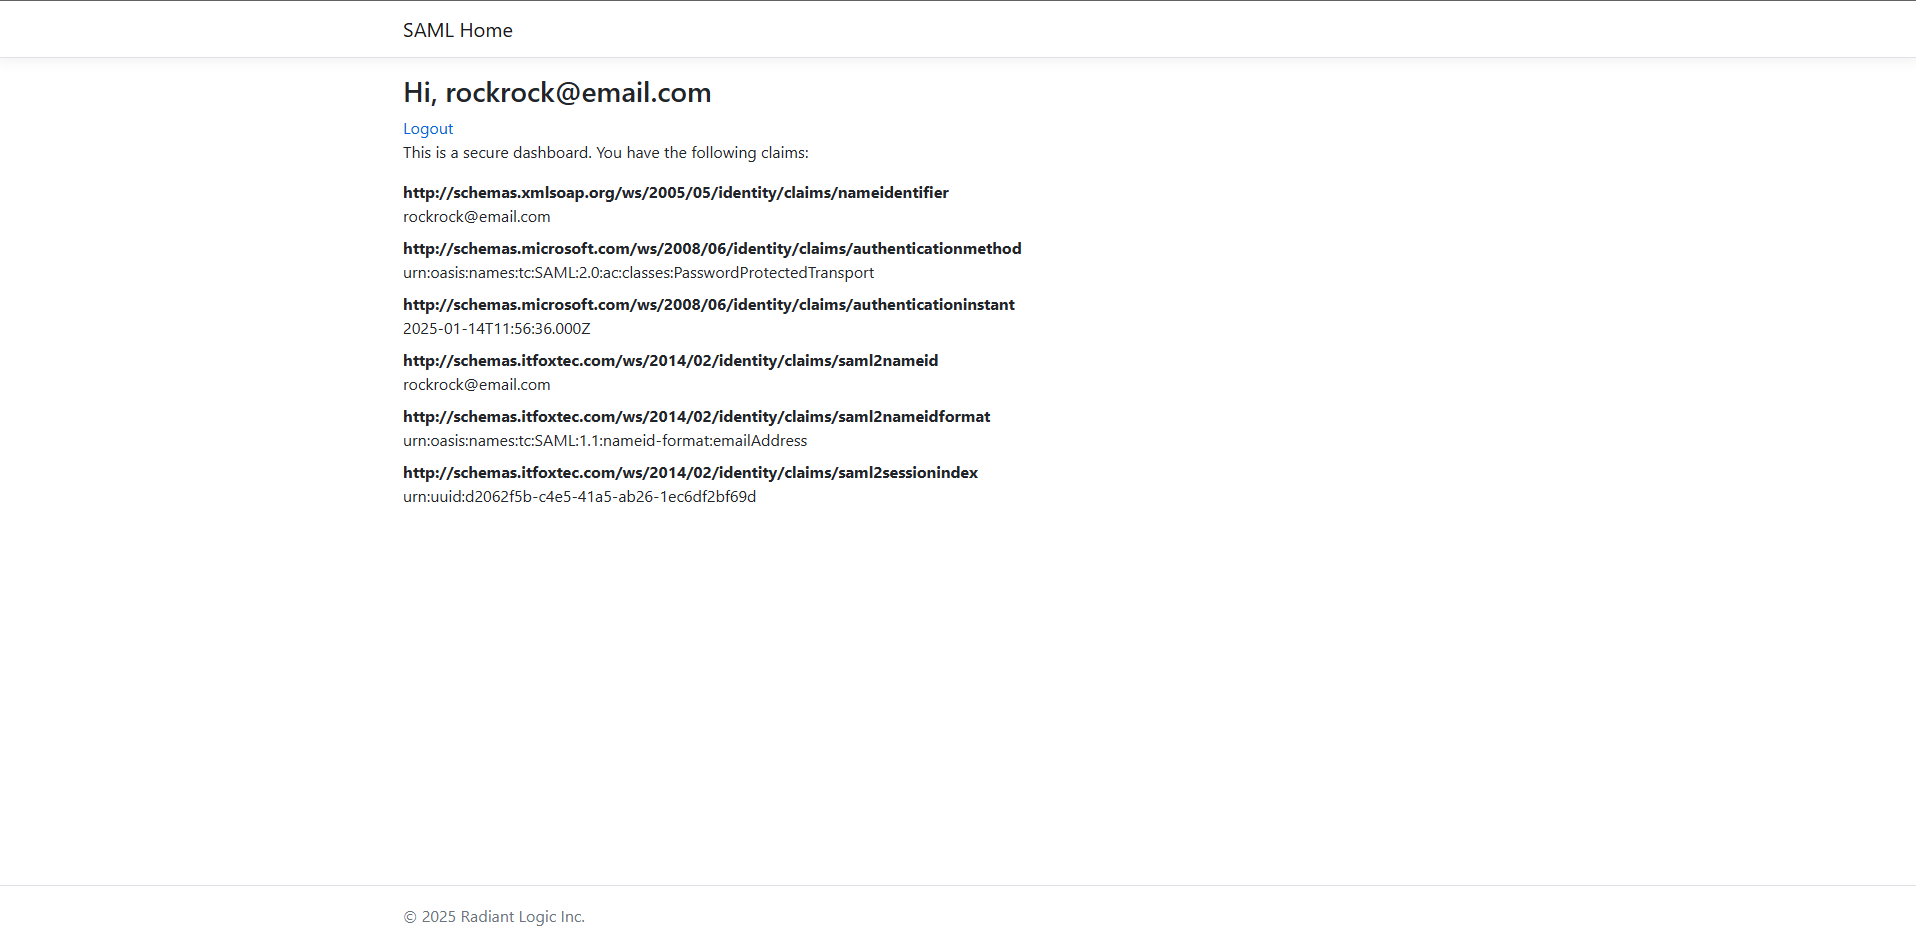 SAML Home
Hi, rockrock@email.com
Logout
This is a secure dashboard. You have the following claims:
http://schemas.xmlsoap.org/ws/2005/05/identity/claims/nameidentifier
rockrock@email.com
http://schemas.microsoft.com/ws/2008/06/identity/claims/authenticationmethod
urn:oasis:names:tc:SAML:2.0:ac:classes:PasswordProtectedTransport
http://schemas.microsoft.com/ws/2008/06/identity/claims/authenticationinstant
2025-01-14T11:56:36.000Z
http://schemas.itfoxtec.com/ws/2014/02/identity/claims/saml2nameid
rockrock@email.com
http://schemas.itfoxtec.com/ws/2014/02/identity/claims/saml2nameidformat
urn:oasis:names:tc:SAML:1.1:nameid-format:emailAddress
http://schemas.itfoxtec.com/ws/2014/02/identity/claims/saml2sessionindex
urn:uuid:d2062f5b-c4e5-41a5-ab26-1ec6df2bf69d
© 2025 Radiant Logic Inc.